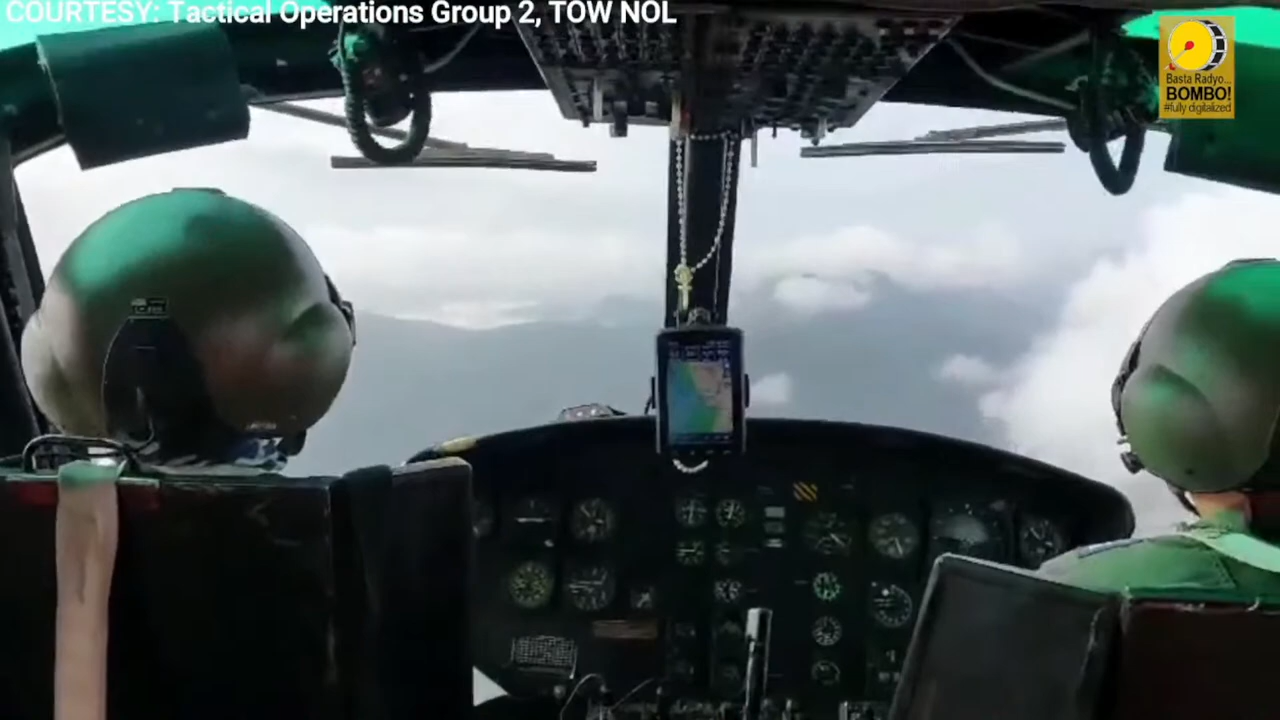 COURTESY: Tactical Operations Group 2, TOW NOL
Basta Radyo...
BOMBO!
#fully digitalized